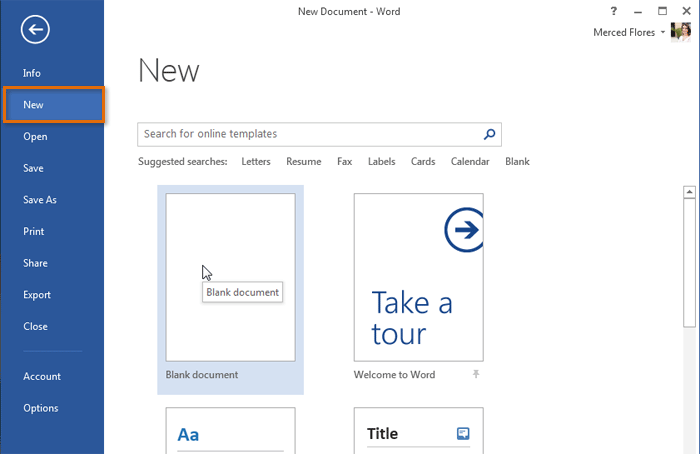 New Document - Word
?
Merced Flores
Info
New
Open
Save
Save As
Print
Share
Export
Close
Account
Options
New
Search for online templates
Suggested searches: Letters Resume Fax Labels Cards Calendar Blank
Blank document
Take a
tour
Blank document
Welcome to Word
Aa
Title